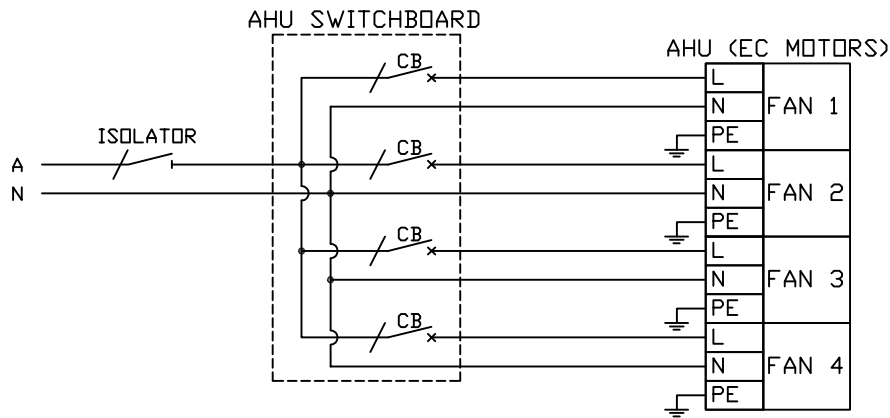 AHU SWITCHBOARD
AHU (EC MOTORS)
CB
L
N
FAN 1
PE
ISOLATOR
A
CB
L
N
N
FAN 2
PE
CB
L
N
FAN 3
PE
CB
L
N
FAN 4
PE